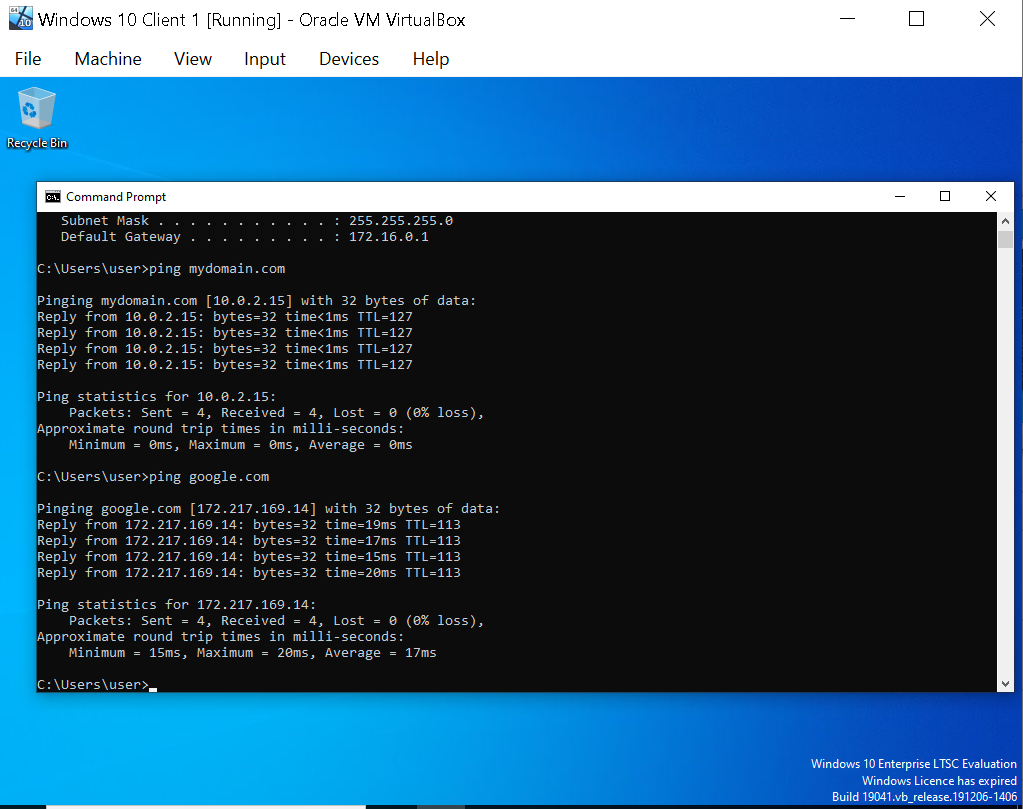 Windows 10 Client 1 [Running] - Oracle VM VirtualBox
File Machine View Input Devices Help
Recycle Bin
Command Prompt
Subnet Mask . . . . . . . . . . . : 255.255.255.0
Default Gateway . . . . . . . . . : 172.16.0.1
C:\Users\user>ping mydomain.com
Pinging mydomain.com [10.0.2.15] with 32 bytes of data:
Reply from 10.0.2.15: bytes=32 time<1ms TTL=127
Reply from 10.0.2.15: bytes=32 time<1ms TTL=127
Reply from 10.0.2.15: bytes=32 time<1ms TTL=127
Reply from 10.0.2.15: bytes=32 time<1ms TTL=127
Ping statistics for 10.0.2.15:
Packets: Sent = 4, Received = 4, Lost = 0 (0% loss),
Approximate round trip times in milli-seconds:
Minimum = 0ms, Maximum = 0ms, Average = 0ms
C:\Users\user>ping google.com
Pinging google.com [172.217.169.14] with 32 bytes of data:
Reply from 172.217.169.14: bytes=32 time=19ms TTL=113
Reply from 172.217.169.14: bytes=32 time=17ms TTL=113
Reply from 172.217.169.14: bytes=32 time=15ms TTL=113
Reply from 172.217.169.14: bytes=32 time=20ms TTL=113
Ping statistics for 172.217.169.14:
Packets: Sent = 4, Received = 4, Lost = 0 (0% loss),
Approximate round trip times in milli-seconds:
Minimum = 15ms, Maximum = 20ms, Average = 17ms
C:\Users\user>
Windows 10 Enterprise LTSC Evaluation
Windows Licence has expired
Build 19041.vb_release.191206-1406